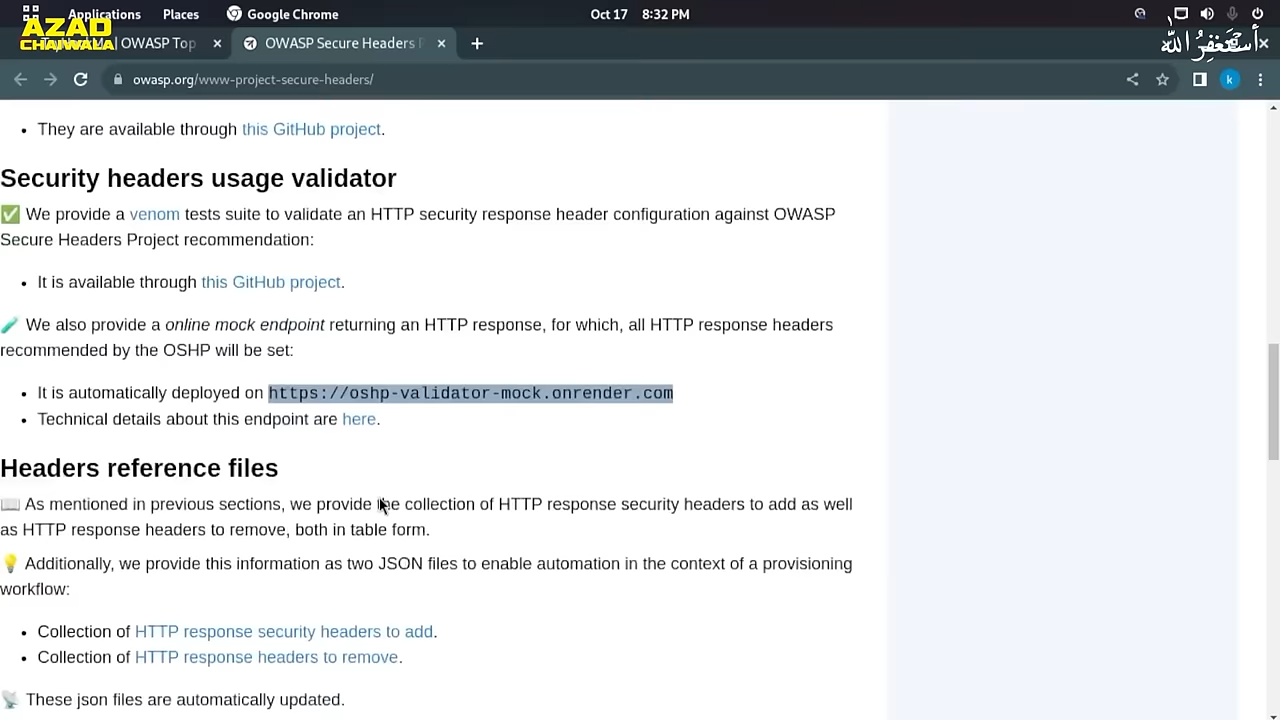 Applications Places Google Chrome Oct 17 8:32 PM
AZAD
CHAIWALA
| OWASP Top OWASP Secure Headers
أستغفر الله
owasp.org/www-project-secure-headers/ k
• They are available through this GitHub project.
Security headers usage validator
✅ We provide a venom tests suite to validate an HTTP security response header configuration against OWASP
Secure Headers Project recommendation:
• It is available through this GitHub project.
🧪 We also provide a online mock endpoint returning an HTTP response, for which, all HTTP response headers
recommended by the OSHP will be set:
• It is automatically deployed on https://oshp-validator-mock.onrender.com
• Technical details about this endpoint are here.
Headers reference files
📖 As mentioned in previous sections, we provide the collection of HTTP response security headers to add as well
as HTTP response headers to remove, both in table form.
💡 Additionally, we provide this information as two JSON files to enable automation in the context of a provisioning
workflow:
• Collection of HTTP response security headers to add.
• Collection of HTTP response headers to remove.
📡 These json files are automatically updated.